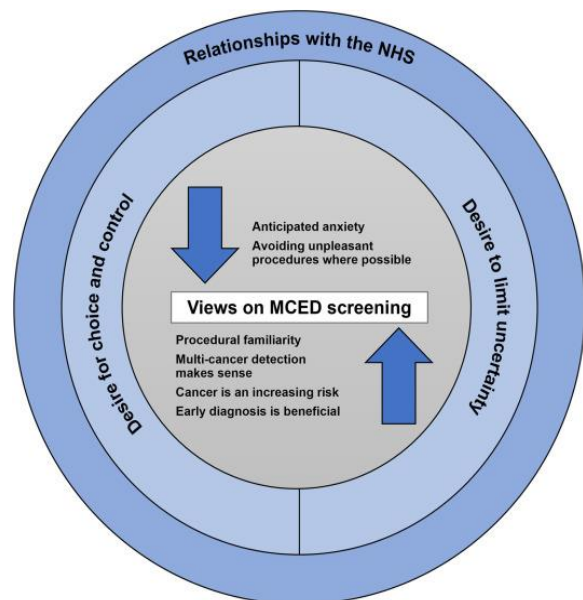 Relationships with the NHS
Desire for choice and control
Desire to limit uncertainty
Anticipated anxiety
Avoiding unpleasant
procedures where possible
Views on MCED screening
Procedural familiarity
Multi-cancer detection
makes sense
Cancer is an increasing risk
Early diagnosis is beneficial